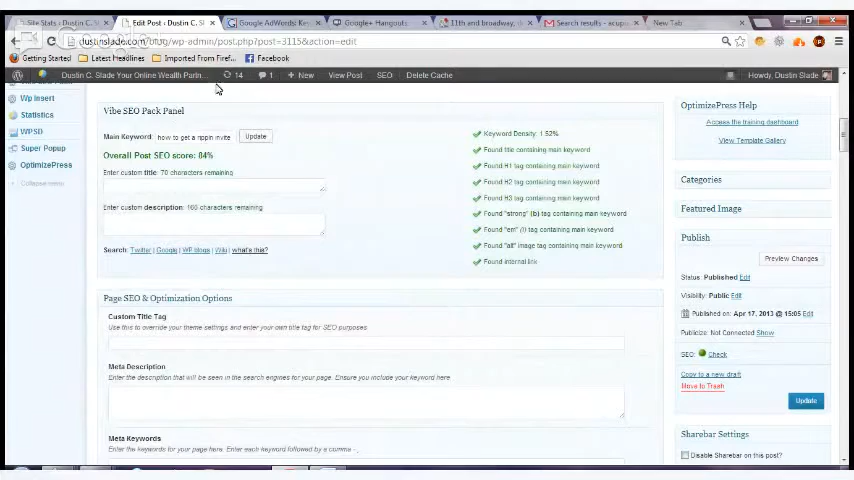 Site Stats ‹ Dustin C. Sl
Edit Post ‹ Dustin C. Sl
Google AdWords: Ke
Google+ Hangouts
11th and broadway,
Search results - acup
New Tab
dustinslade.com/blog/wp-admin/post.php?post=3115&action=edit
Getting Started
Latest Headlines
Imported From Firef...
Facebook
Dustin C. Slade Your Online Wealth Partn...
14
1
+ New
View Post
SEO
Delete Cache
Howdy, Dustin Slade
Wp Insert
Statistics
WPSD
Super Popup
OptimizePress
Collapse menu
Vibe SEO Pack Panel
Main Keyword: how to get a rippln invite
Update
Overall Post SEO score: 84%
Enter custom title: 70 characters remaining
Enter custom description: 165 characters remaining
Search: Twitter | Google | WP blogs | Wiki | what's this?
Keyword Density: 1.52%
Found title containing main keyword
Found H1 tag containing main keyword
Found H2 tag containing main keyword
Found H3 tag containing main keyword
Found "strong" (b) tag containing main keyword
Found "em" (i) tag containing main keyword
Found "alt" image tag containing main keyword
Found internal link
Page SEO & Optimization Options
Custom Title Tag
Use this to override your theme settings and enter your own title tag for SEO purposes
Meta Description
Enter the description that will be seen in the search engines for your page. Ensure you include your keyword here
Meta Keywords
Enter the keywords for your page here. Enter each keyword followed by a comma - ,
OptimizePress Help
Access the training dashboard
View Template Gallery
Categories
Featured Image
Publish
Preview Changes
Status: Published Edit
Visibility: Public Edit
Published on: Apr 17, 2013 @ 15:05 Edit
Publicize: Not Connected Show
SEO: Check
Copy to a new draft
Move to Trash
Update
Sharebar Settings
Disable Sharebar on this post?